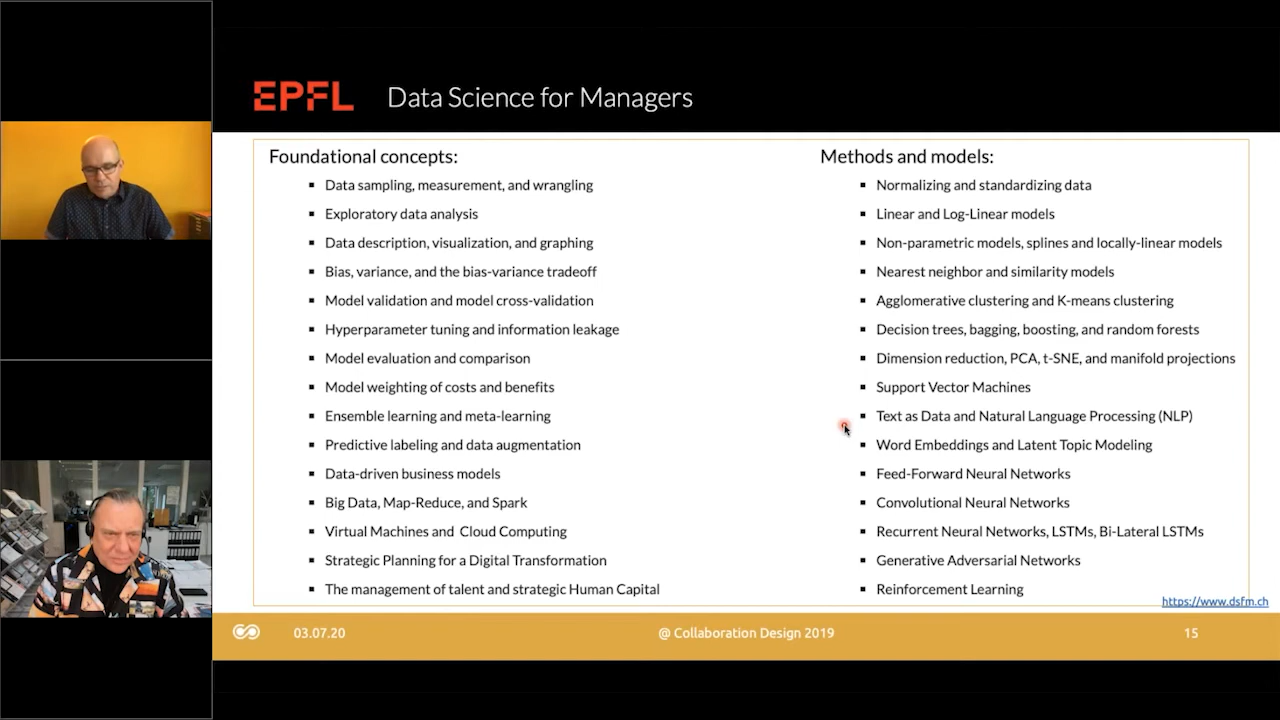 EPFL Data Science for Managers
Foundational concepts:
▪ Data sampling, measurement, and wrangling
▪ Exploratory data analysis
▪ Data description, visualization, and graphing
▪ Bias, variance, and the bias-variance tradeoff
▪ Model validation and model cross-validation
▪ Hyperparameter tuning and information leakage
▪ Model evaluation and comparison
▪ Model weighting of costs and benefits
▪ Ensemble learning and meta-learning
▪ Predictive labeling and data augmentation
▪ Data-driven business models
▪ Big Data, Map-Reduce, and Spark
▪ Virtual Machines and Cloud Computing
▪ Strategic Planning for a Digital Transformation
▪ The management of talent and strategic Human Capital
Methods and models:
▪ Normalizing and standardizing data
▪ Linear and Log-Linear models
▪ Non-parametric models, splines and locally-linear models
▪ Nearest neighbor and similarity models
▪ Agglomerative clustering and K-means clustering
▪ Decision trees, bagging, boosting, and random forests
▪ Dimension reduction, PCA, t-SNE, and manifold projections
▪ Support Vector Machines
▪ Text as Data and Natural Language Processing (NLP)
▪ Word Embeddings and Latent Topic Modeling
▪ Feed-Forward Neural Networks
▪ Convolutional Neural Networks
▪ Recurrent Neural Networks, LSTMs, Bi-Lateral LSTMs
▪ Generative Adversarial Networks
▪ Reinforcement Learning
https://www.dsfm.ch
03.07.20 @ Collaboration Design 2019 15